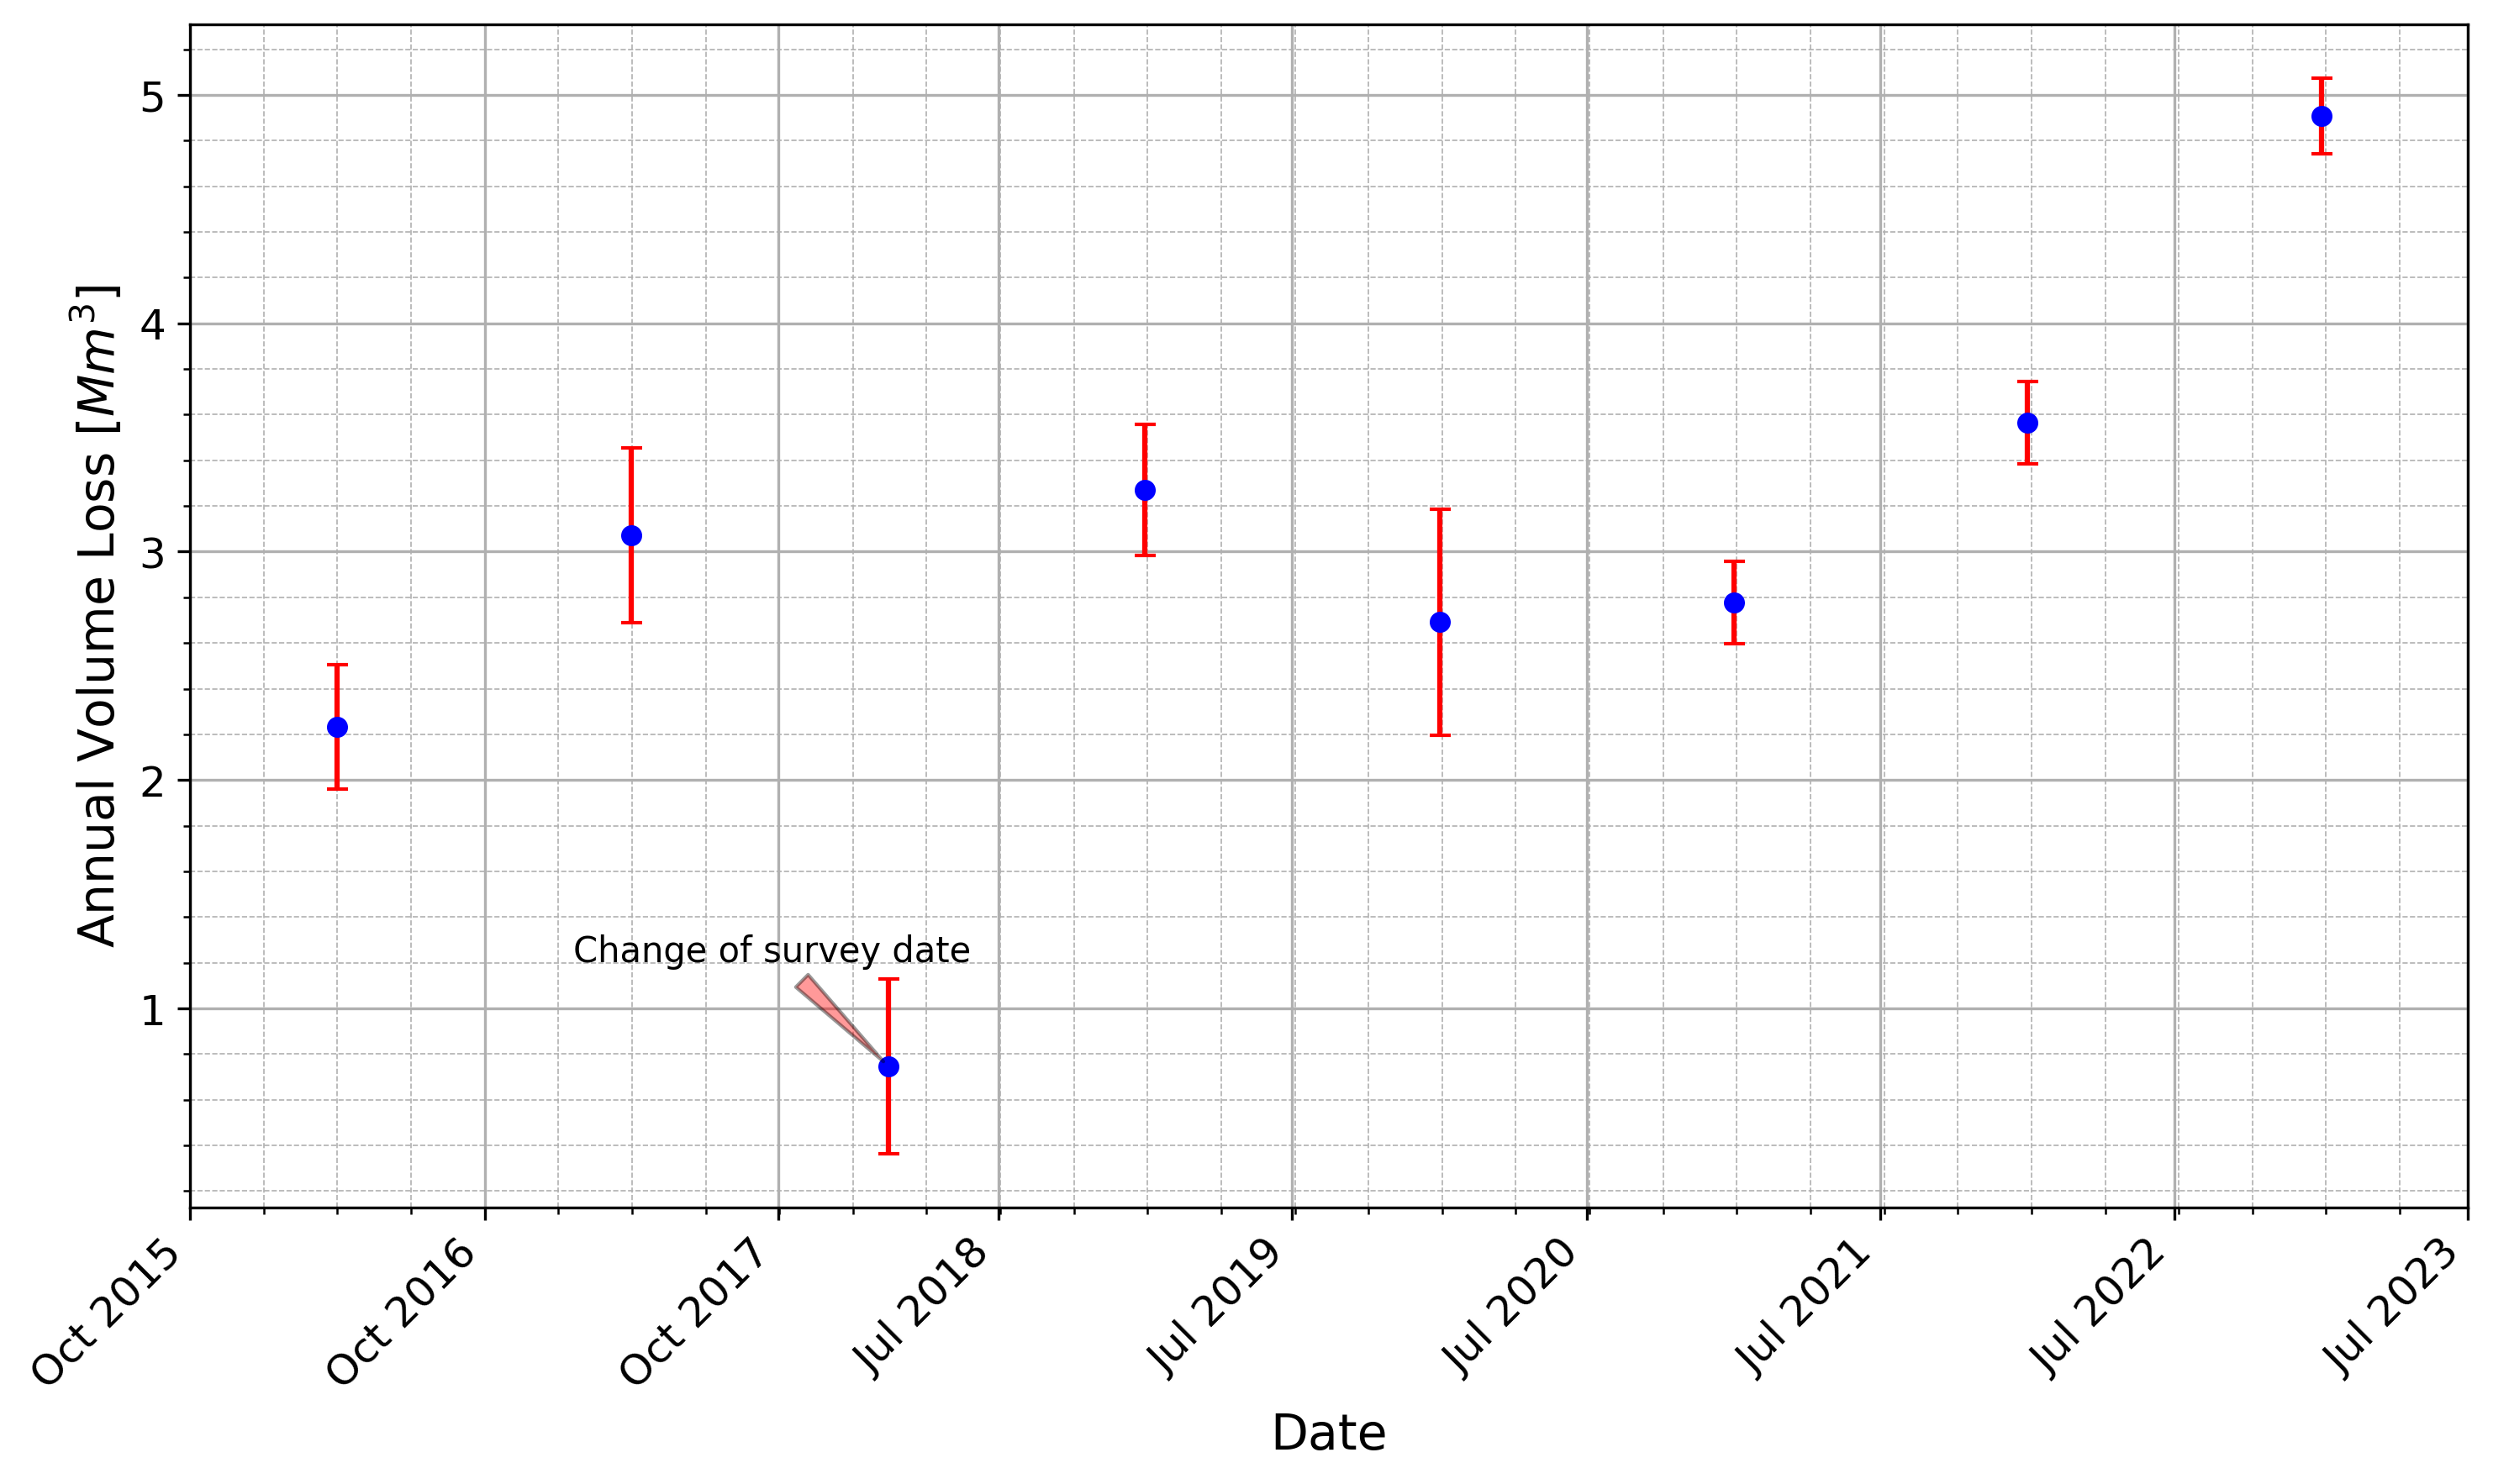 Annual Volume Loss [Mm³]
5
4
3
2
1
Change of survey date
Oct 2015
Oct 2016
Oct 2017
Jul 2018
Jul 2019
Jul 2020
Jul 2021
Jul 2022
Jul 2023
Date